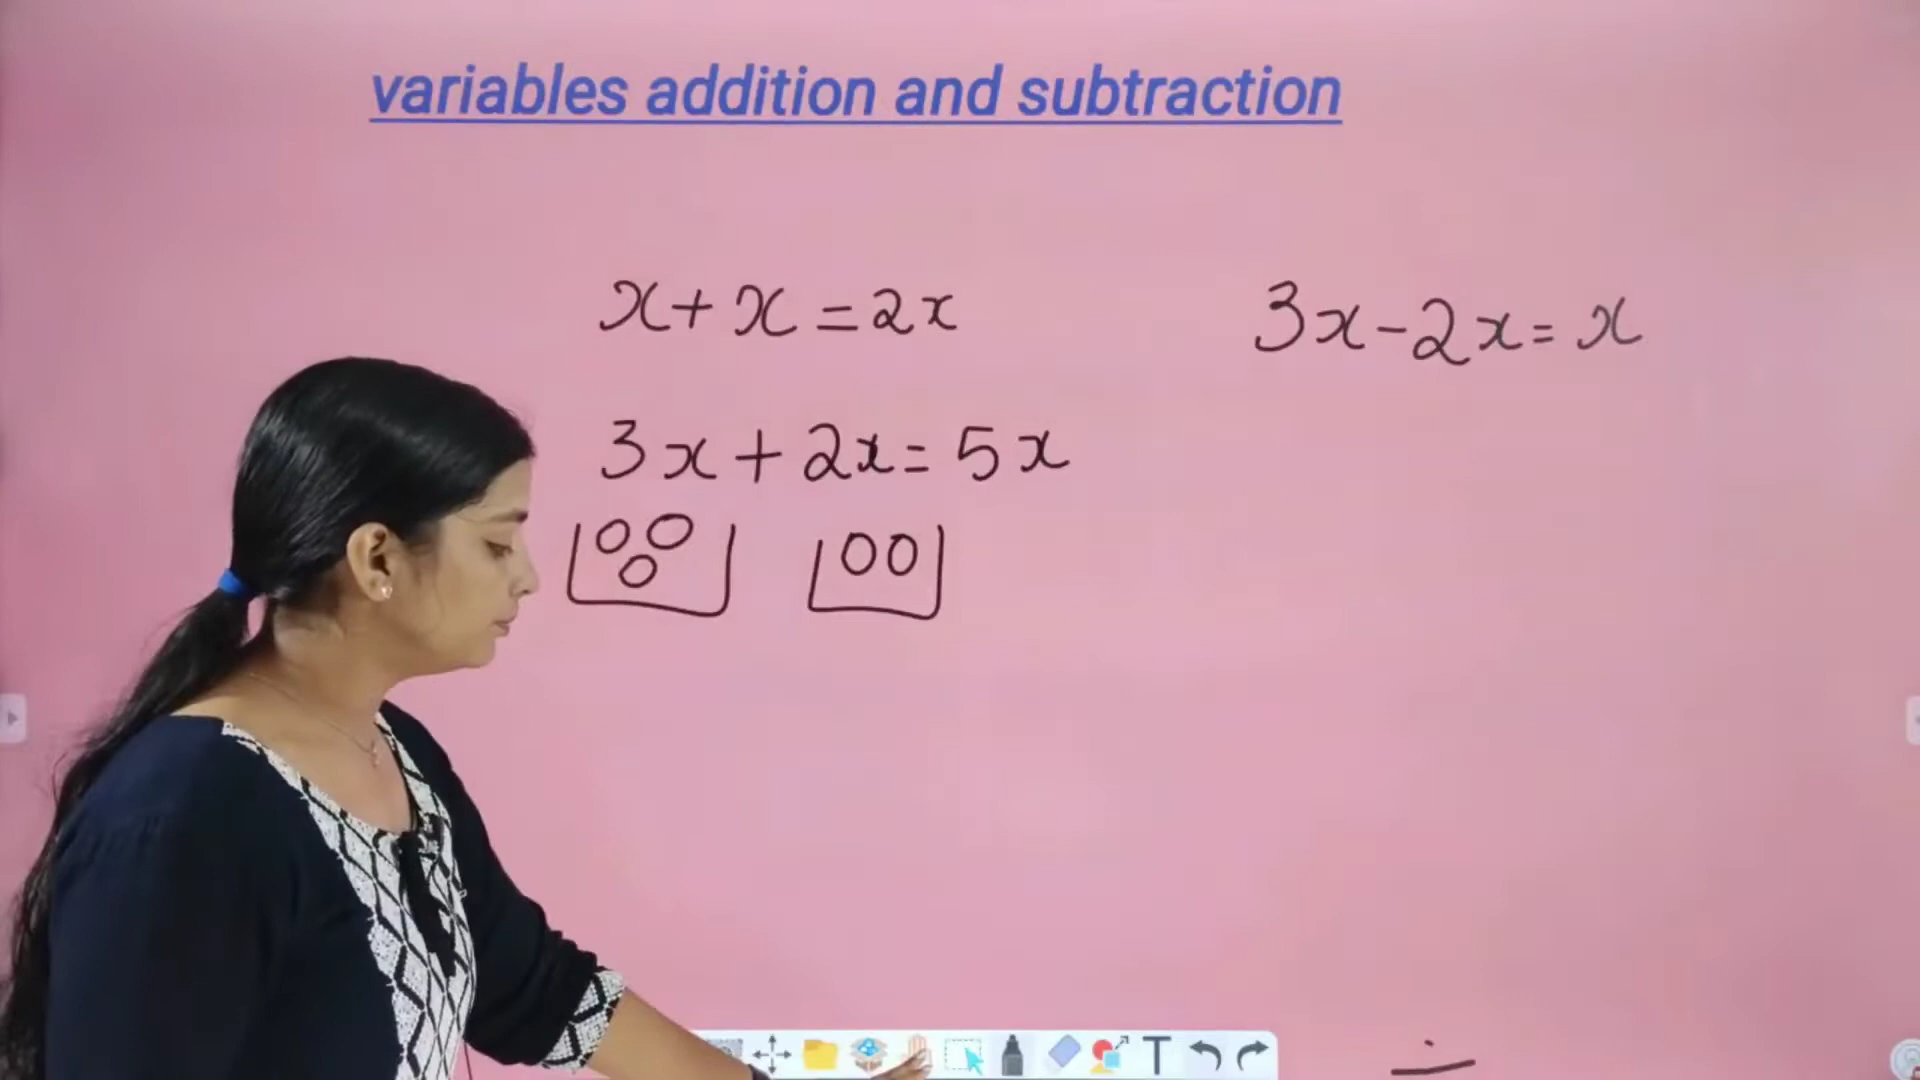 variables addition and subtraction
x + x = 2x
3x - 2x = x
3x + 2x = 5x
T